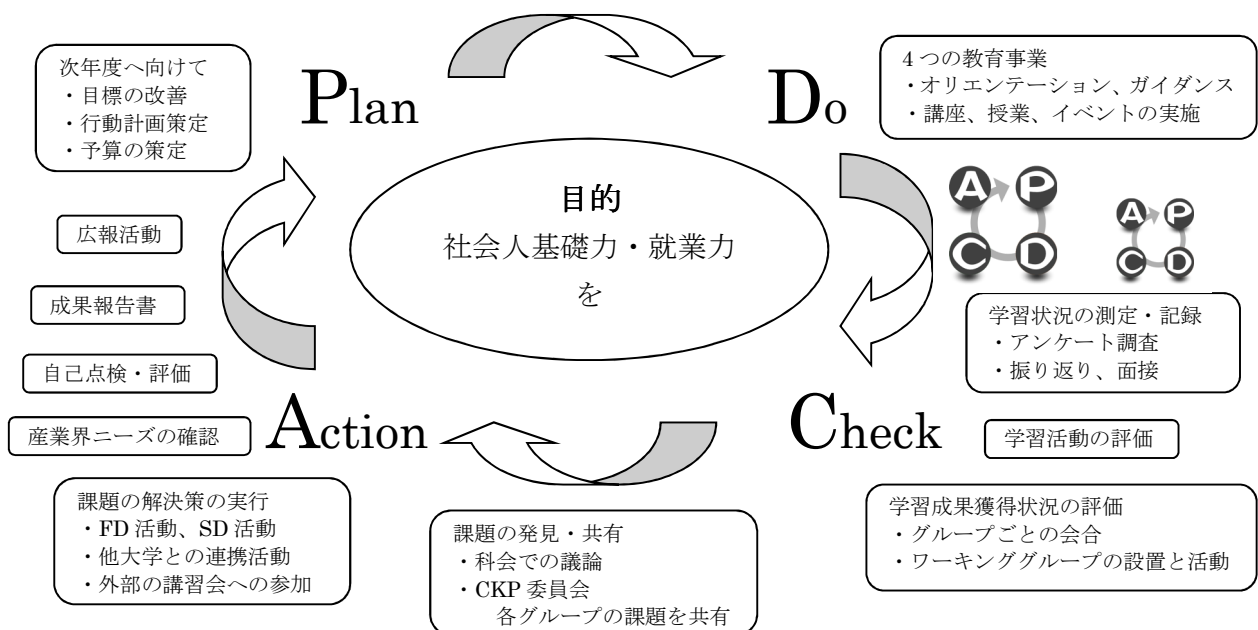 次年度へ向けて
・目標の改善
・行動計画策定
・予算の策定
Plan
Do
4つの教育事業
・オリエンテーション、ガイダンス
・講座、授業、イベントの実施
目的
社会人基礎力・就業力
を
A P
C D
A P
C D
広報活動
成果報告書
自己点検・評価
産業界ニーズの確認
学習状況の測定・記録
・アンケート調査
・振り返り、面接
Action
Check
学習活動の評価
課題の解決策の実行
・FD 活動、SD 活動
・他大学との連携活動
・外部の講習会への参加
課題の発見・共有
・科会での議論
・CKP 委員会
各グループの課題を共有
学習成果獲得状況の評価
・グループごとの会合
・ワーキンググループの設置と活動